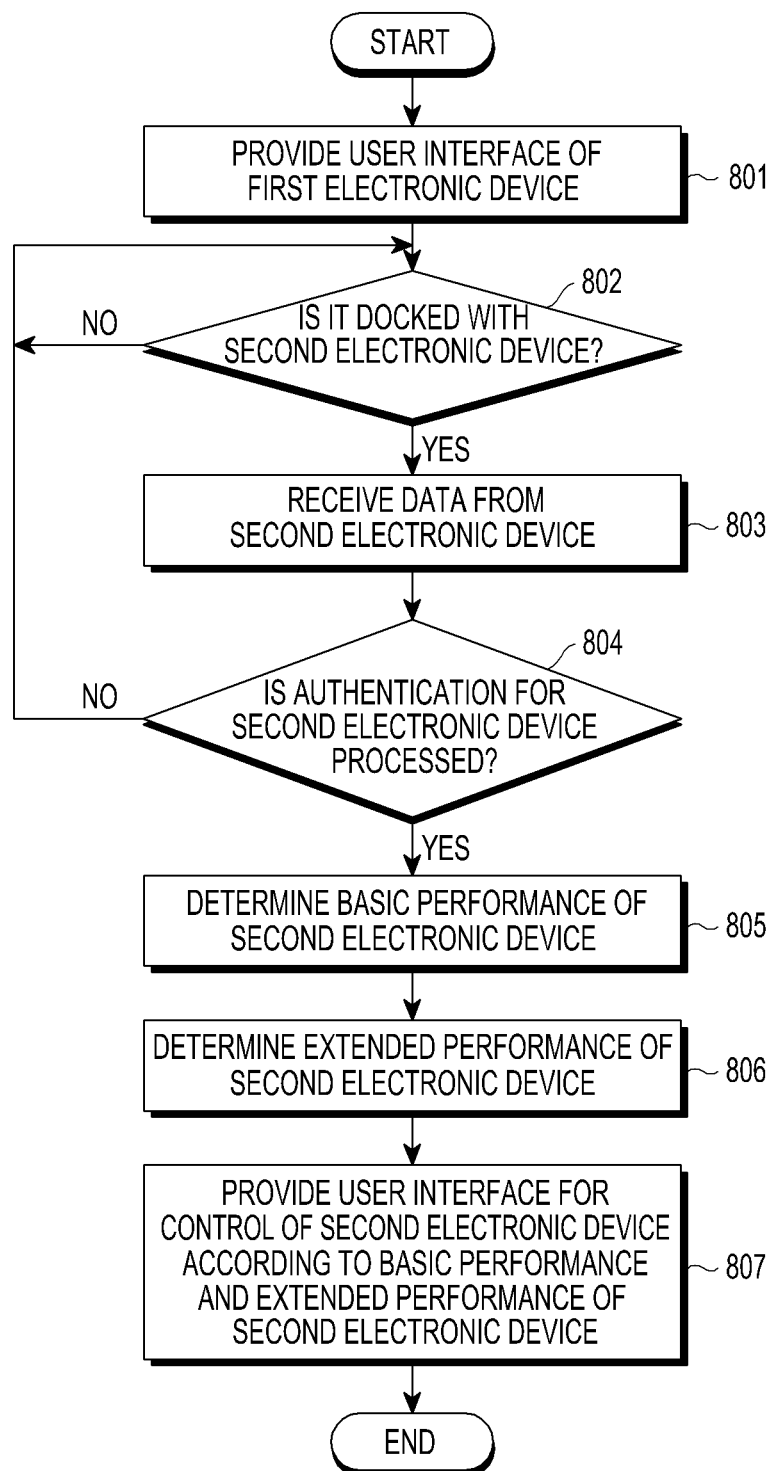 START
PROVIDE USER INTERFACE OF
FIRST ELECTRONIC DEVICE
801
802
IS IT DOCKED WITH
SECOND ELECTRONIC DEVICE?
NO
YES
RECEIVE DATA FROM
SECOND ELECTRONIC DEVICE
803
804
NO
IS AUTHENTICATION FOR
SECOND ELECTRONIC DEVICE
PROCESSED?
YES
DETERMINE BASIC PERFORMANCE OF
SECOND ELECTRONIC DEVICE
805
DETERMINE EXTENDED PERFORMANCE OF
SECOND ELECTRONIC DEVICE
806
PROVIDE USER INTERFACE FOR
CONTROL OF SECOND ELECTRONIC DEVICE
ACCORDING TO BASIC PERFORMANCE
AND EXTENDED PERFORMANCE OF
SECOND ELECTRONIC DEVICE
807
END